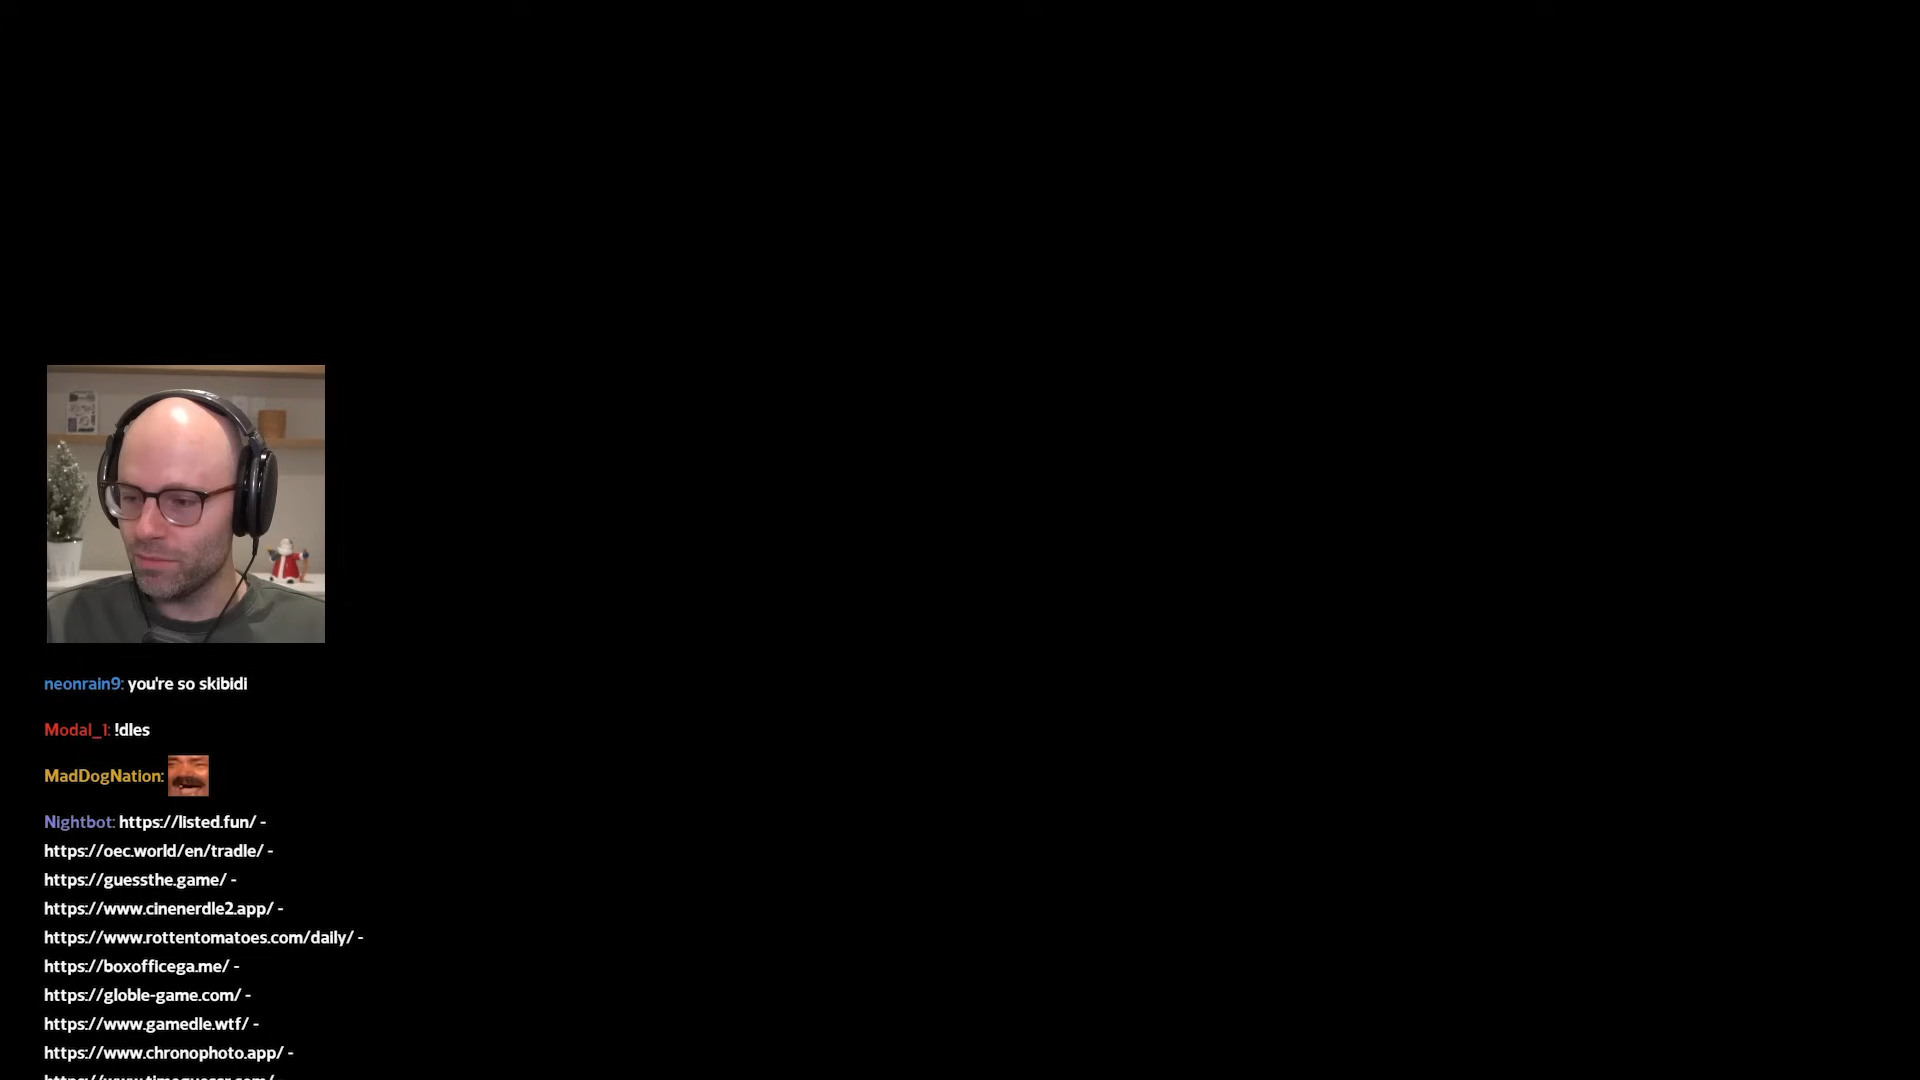 neonrain9: you're so skibidi
Modal_1: !dles
MadDogNation:
Nightbot: https://listed.fun/ -
https://oec.world/en/tradle/ -
https://guessthe.game/ -
https://www.cinenerdle2.app/ -
https://www.rottentomatoes.com/daily/ -
https://boxofficega.me/ -
https://globle-game.com/ -
https://www.gamedle.wtf/ -
https://www.chronophoto.app/ -